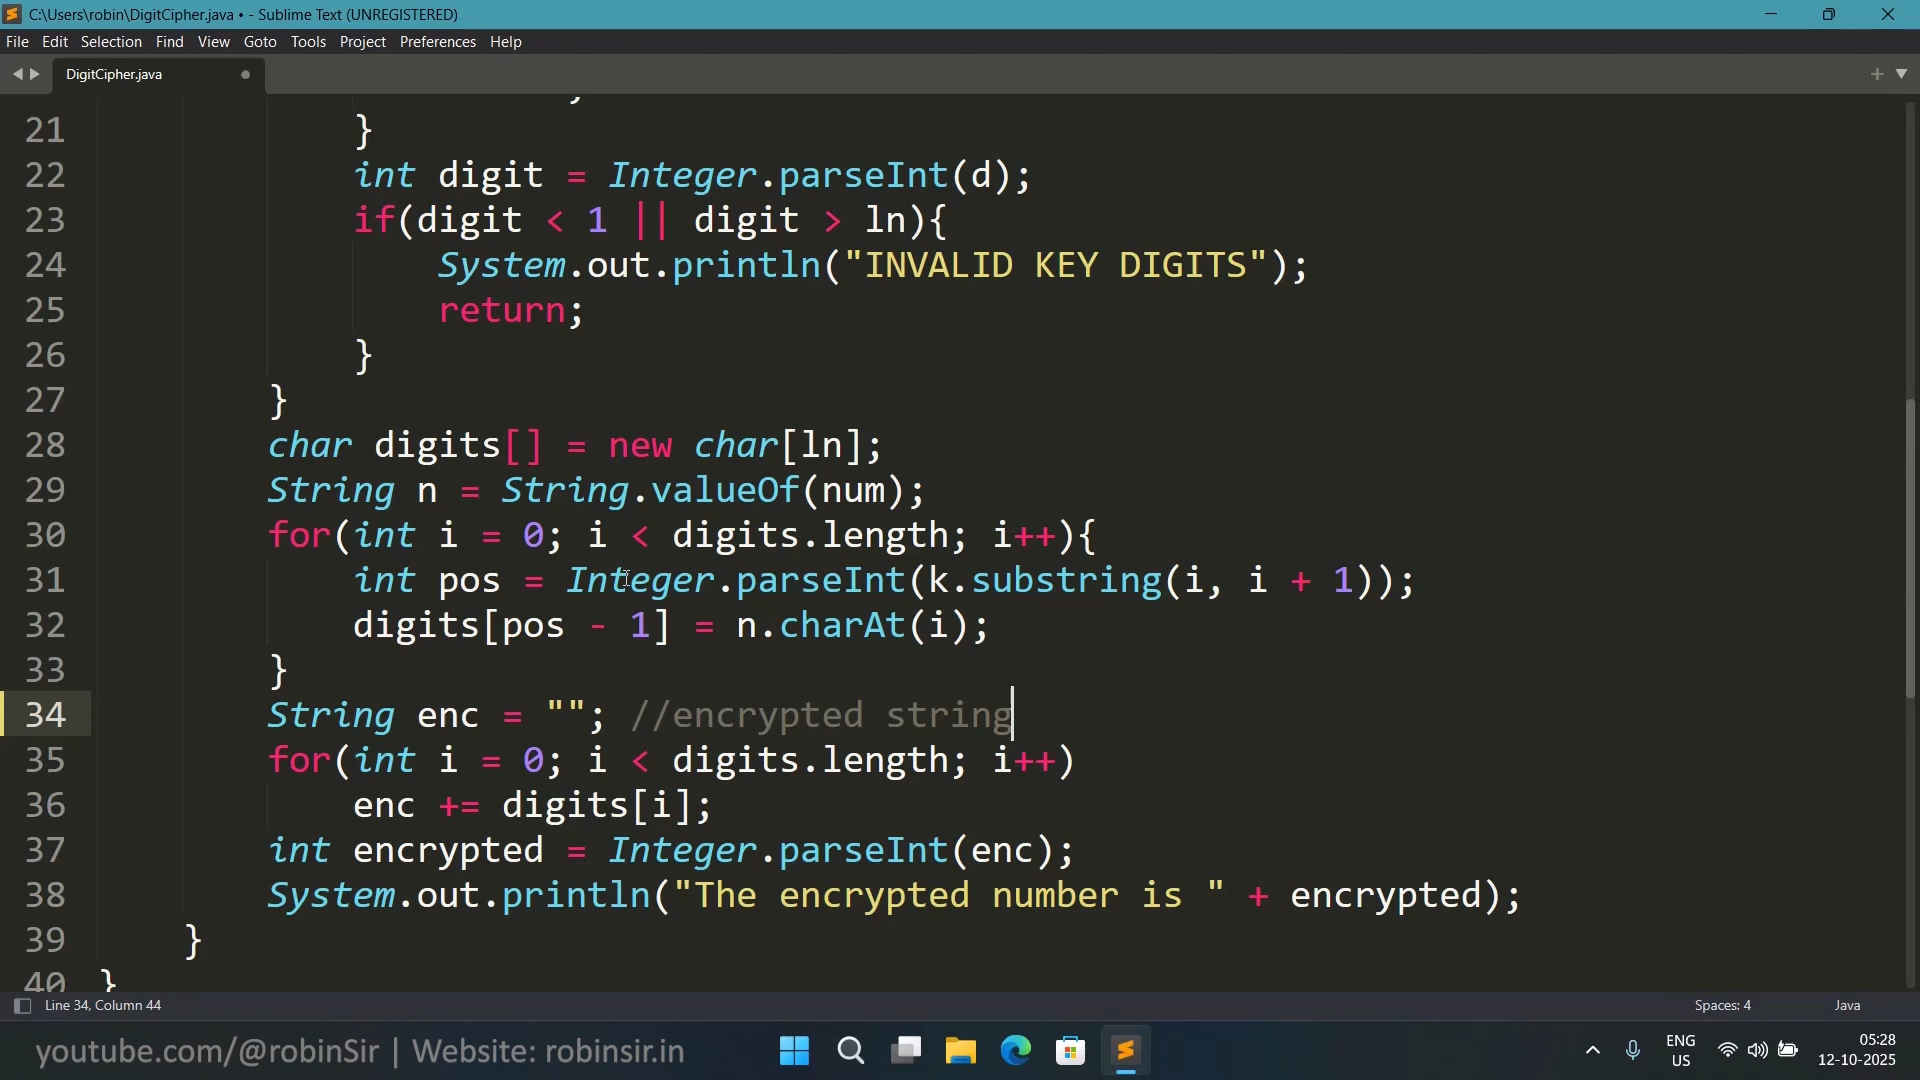 C:\Users\robin\DigitCipher.java • - Sublime Text (UNREGISTERED)
File Edit Selection Find View Goto Tools Project Preferences Help
DigitCipher.java
21 }
22 int digit = Integer.parseInt(d);
23 if(digit < 1 || digit > ln){
24 System.out.println("INVALID KEY DIGITS");
25 return;
26 }
27 }
28 char digits[] = new char[ln];
29 String n = String.valueOf(num);
30 for(int i = 0; i < digits.length; i++){
31 int pos = Integer.parseInt(k.substring(i, i + 1));
32 digits[pos - 1] = n.charAt(i);
33 }
34 String enc = ""; //encrypted string
35 for(int i = 0; i < digits.length; i++)
36 enc += digits[i];
37 int encrypted = Integer.parseInt(enc);
38 System.out.println("The encrypted number is " + encrypted);
39 }
40 }
Line 34, Column 44 Spaces: 4 Java
youtube.com/@robinSir | Website: robinsir.in
ENG
US
05:28
12-10-2025